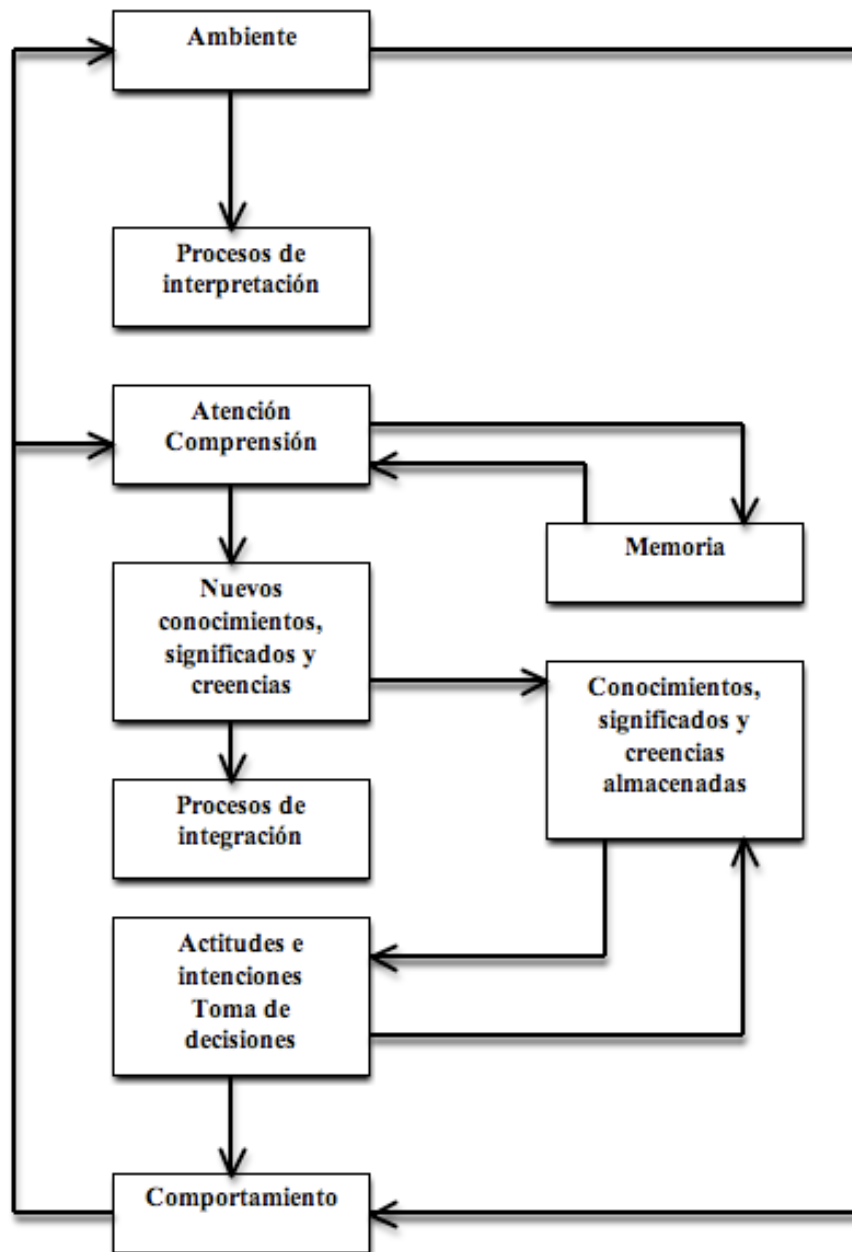 Ambiente
Procesos de
interpretación
Atención
Comprensión
Memoria
Nuevos
conocimientos,
significados y
creencias
Conocimientos,
significados y
creencias
almacenadas
Procesos de
integración
Actitudes e
intenciones
Toma de
decisiones
Comportamiento